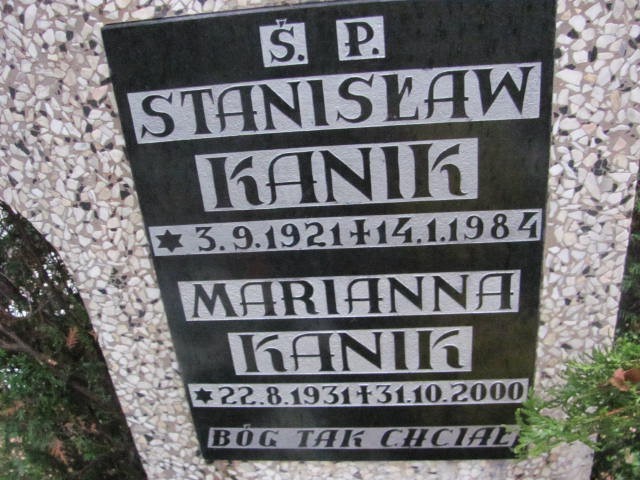 Ś. P.
STANISŁAW
KANIK
★ 3.9.1921 ✝ 14.1.1984
MARIANNA
KANIK
★ 22.8.1931 ✝ 31.10.2000
BÓG TAK CHCIAŁ